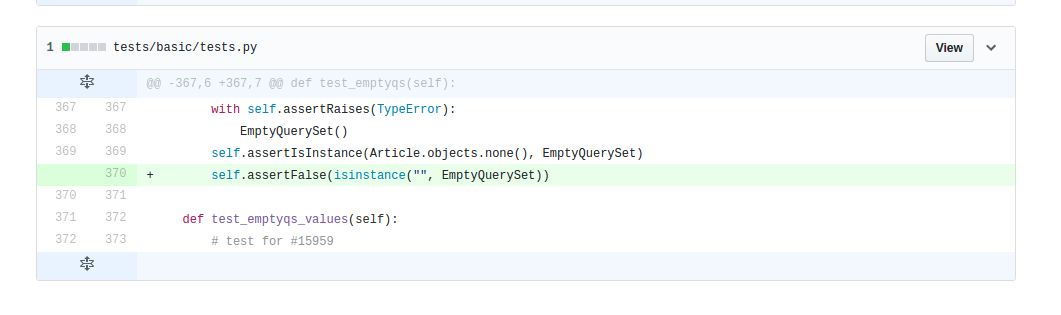 1 tests/basic/tests.py View
@@ -367,6 +367,7 @@ def test_emptyqs(self):
367 367 with self.assertRaises(TypeError):
368 368 EmptyQuerySet()
369 369 self.assertIsInstance(Article.objects.none(), EmptyQuerySet)
370 + self.assertFalse(isinstance("", EmptyQuerySet))
370 371
371 372 def test_emptyqs_values(self):
372 373 # test for #15959